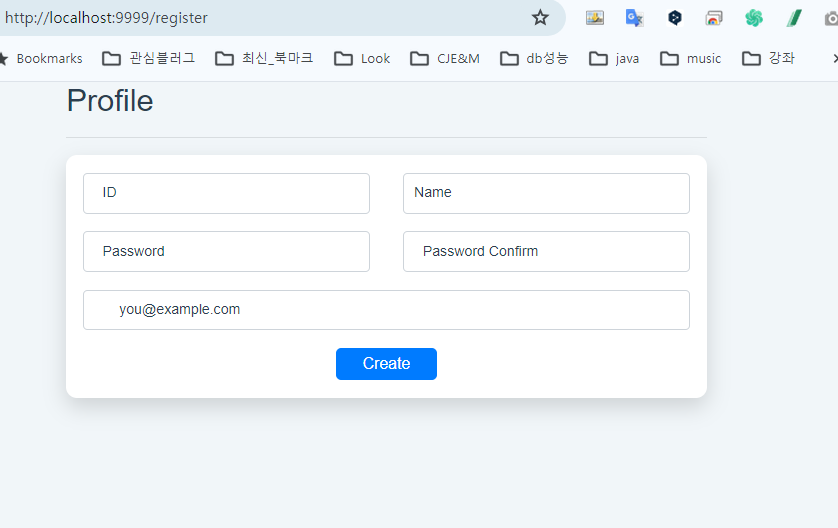 http://localhost:9999/register
Bookmarks 관심블러그 최신_북마크 Look CJE&M db성능 java music 강좌
Profile
ID Name
Password Password Confirm
you@example.com
Create